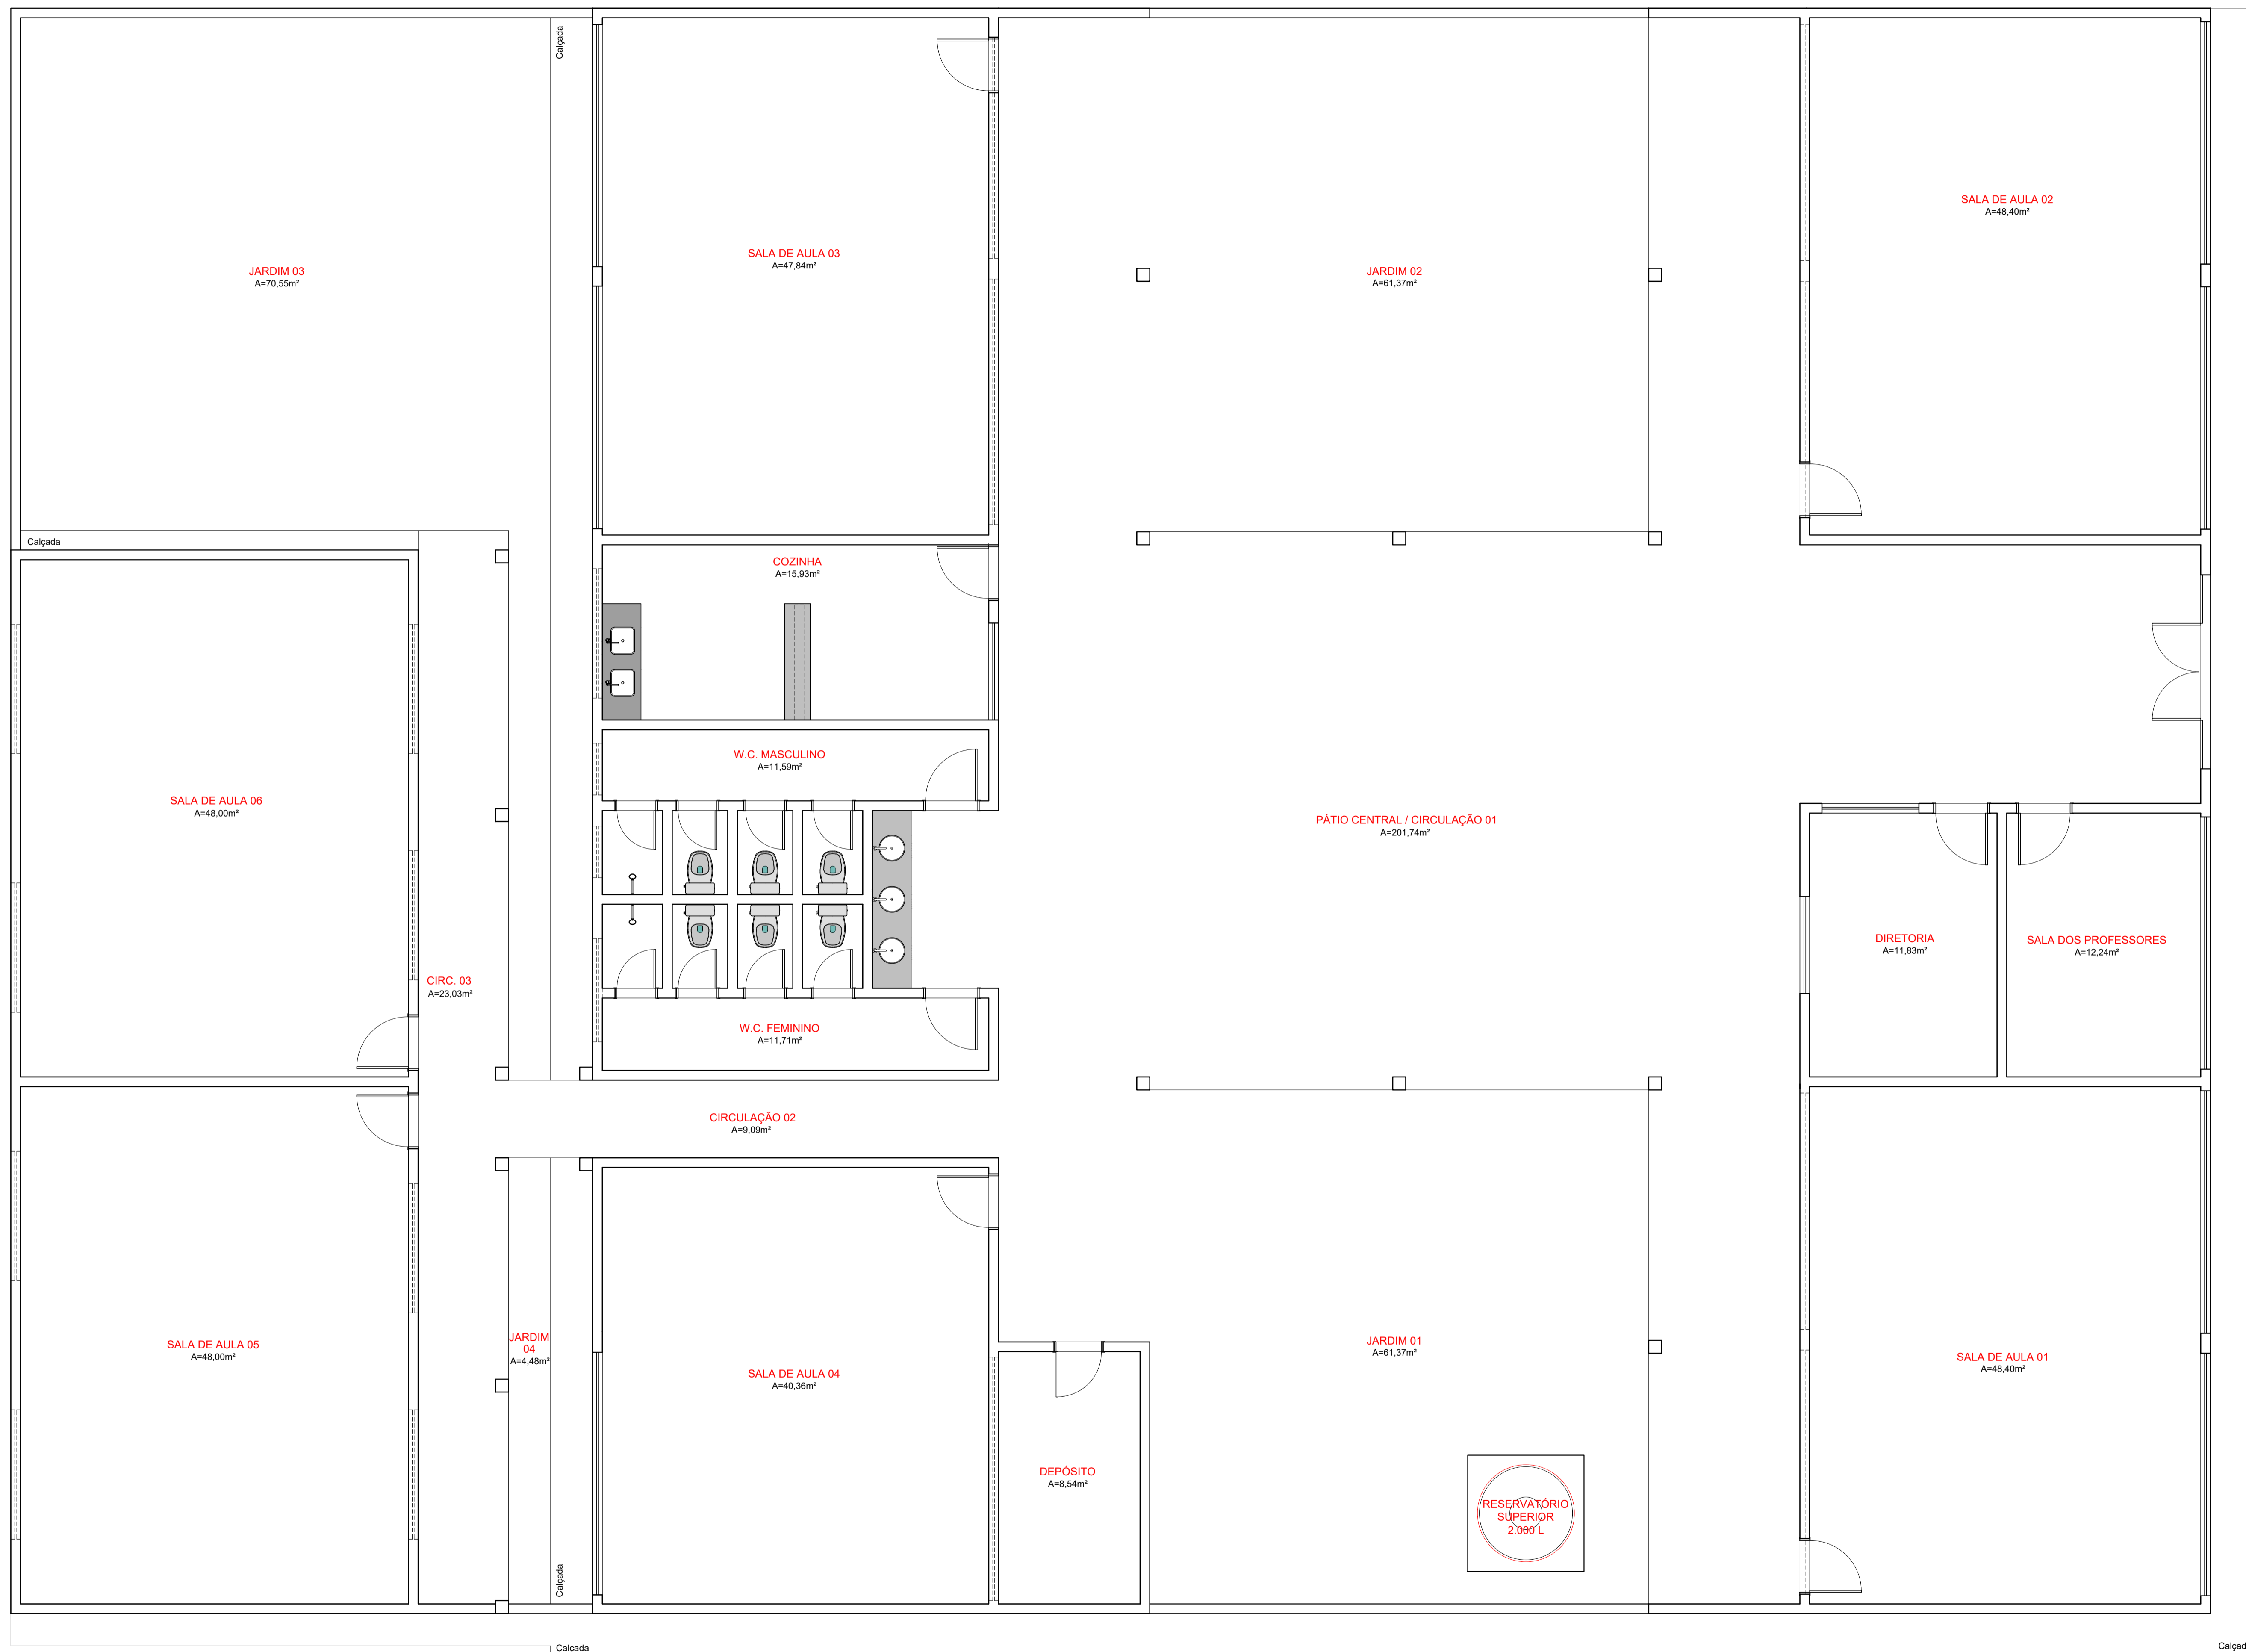 Calçada
SALA DE AULA 02
A=48,40m²
SALA DE AULA 03
A=47,84m²
JARDIM 03
A=70,55m²
JARDIM 02
A=61,37m²
Calçada
COZINHA
A=15,93m²
W.C. MASCULINO
A=11,59m²
SALA DE AULA 06
A=48,00m²
PÁTIO CENTRAL / CIRCULAÇÃO 01
A=201,74m²
DIRETORIA
A=11,83m²
SALA DOS PROFESSORES
A=12,24m²
CIRC. 03
A=23,03m²
W.C. FEMININO
A=11,71m²
CIRCULAÇÃO 02
A=9,09m²
SALA DE AULA 05
A=48,00m²
JARDIM
04
A=4,48m²
JARDIM 01
A=61,37m²
SALA DE AULA 01
A=48,40m²
SALA DE AULA 04
A=40,36m²
DEPÓSITO
A=8,54m²
RESERVATÓRIO
SUPERIOR
2.000 L
Calçada
Calçada
Calçad